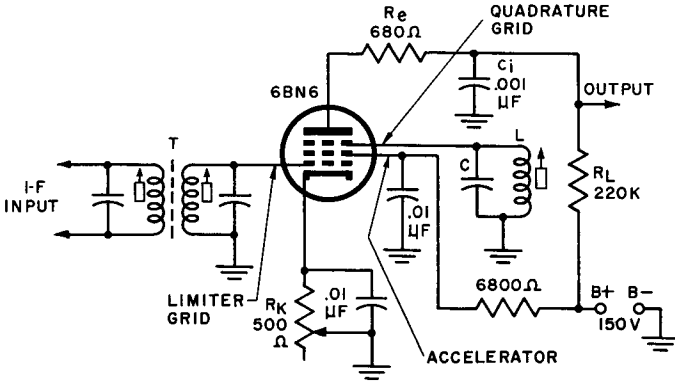 Re
680Ω
QUADRATURE
GRID
Ci
.001
µF
OUTPUT
6BN6
T
I-F
INPUT
L
C
RL
220K
.01
µF
6800Ω
LIMITER
GRID
RK
500
Ω
.01
µF
B+ B-
150V
ACCELERATOR